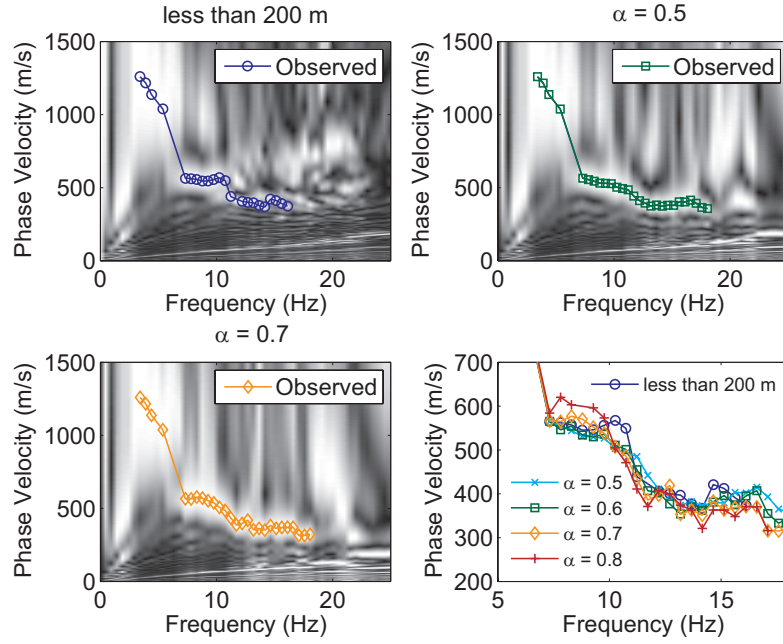 less than 200 m
1500
1000
500
0
Phase Velocity (m/s)
Observed
0
10
20
Frequency (Hz)
α = 0.5
1500
1000
500
0
Phase Velocity (m/s)
Observed
0
10
20
Frequency (Hz)
α = 0.7
1500
1000
500
0
Phase Velocity (m/s)
Observed
0
10
20
Frequency (Hz)
700
600
500
400
300
200
Phase Velocity (m/s)
less than 200 m
α = 0.5
α = 0.6
α = 0.7
α = 0.8
5
10
15
Frequency (Hz)